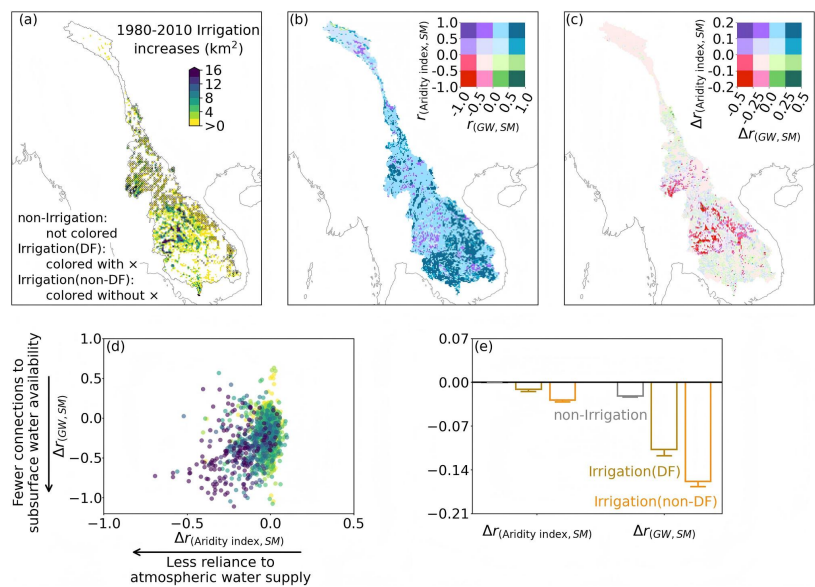 (a)
1980-2010 Irrigation
increases (km²)
16
12
8
4
>0
non-Irrigation:
not colored
Irrigation(DF):
colored with ×
Irrigation(non-DF):
colored without ×
(b)
r(Aridity index, SM)
1.0
0.5
0.0
-0.5
-1.0
-1.0
-0.5
0.0
0.5
1.0
r(GW, SM)
(c)
Δr(Aridity index, SM)
0.2
0.1
0.0
-0.1
-0.2
-0.5
-0.2
0.0
0.2
0.5
Δr(GW, SM)
(d)
Fewer connections to
subsurface water availability
Δr(GW, SM)
1.0
0.5
0.0
−0.5
−1.0
−1.0
−0.5
0.0
0.5
Δr(Aridity index, SM)
Less reliance to
atmospheric water supply
(e)
0.07
0.00
−0.07
−0.14
−0.21
non-Irrigation
Irrigation(DF)
Irrigation(non-DF)
Δr(Aridity index, SM)
Δr(GW, SM)